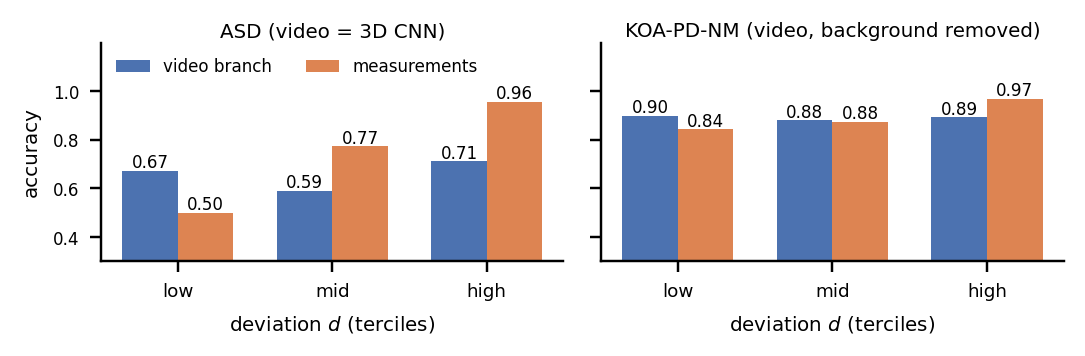 ASD (video = 3D CNN)
video branch
measurements
accuracy
1.0
0.8
0.6
0.4
0.67
0.50
0.59
0.77
0.71
0.96
low
mid
high
deviation d (terciles)
KOA-PD-NM (video, background removed)
0.90
0.84
0.88
0.88
0.89
0.97
low
mid
high
deviation d (terciles)